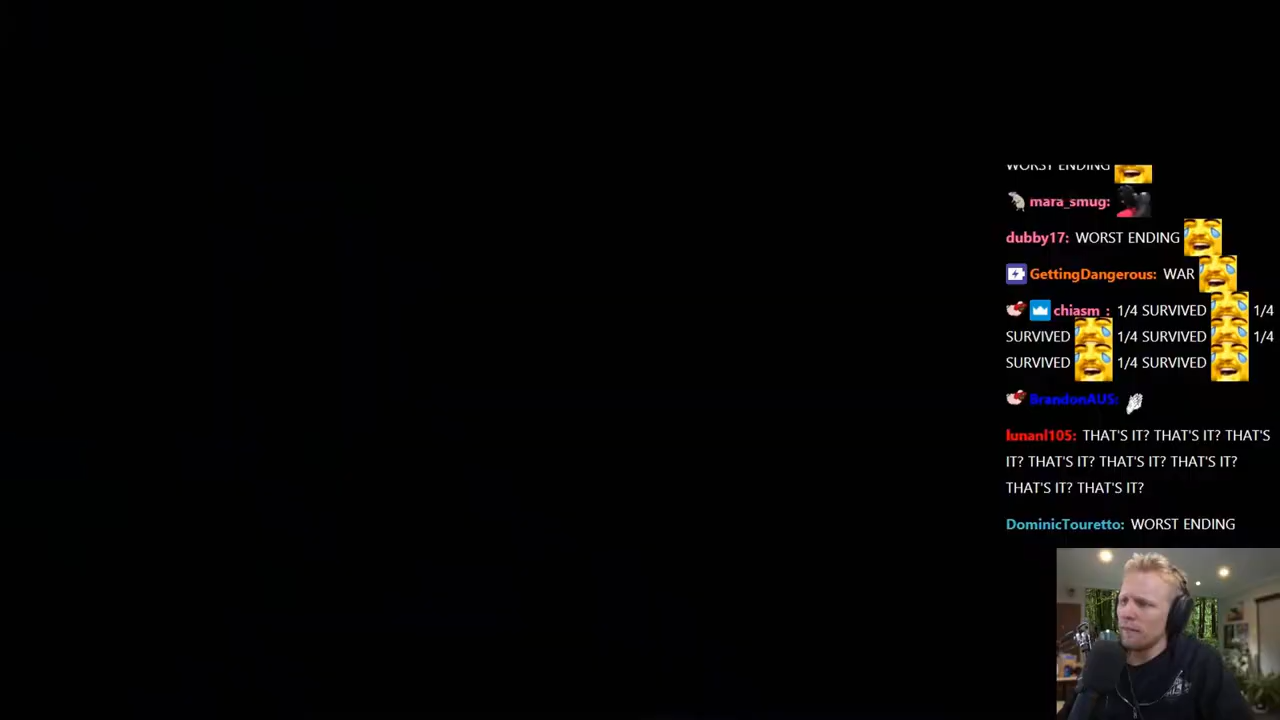 WORST ENDING
mara_smug:
dubby17: WORST ENDING
GettingDangerous: WAR
chiasm : 1/4 SURVIVED 1/4
SURVIVED 1/4 SURVIVED 1/4
SURVIVED 1/4 SURVIVED
BrandonAUS:
lunanl105: THAT'S IT? THAT'S IT? THAT'S
IT? THAT'S IT? THAT'S IT? THAT'S IT?
THAT'S IT? THAT'S IT?
DominicTouretto: WORST ENDING